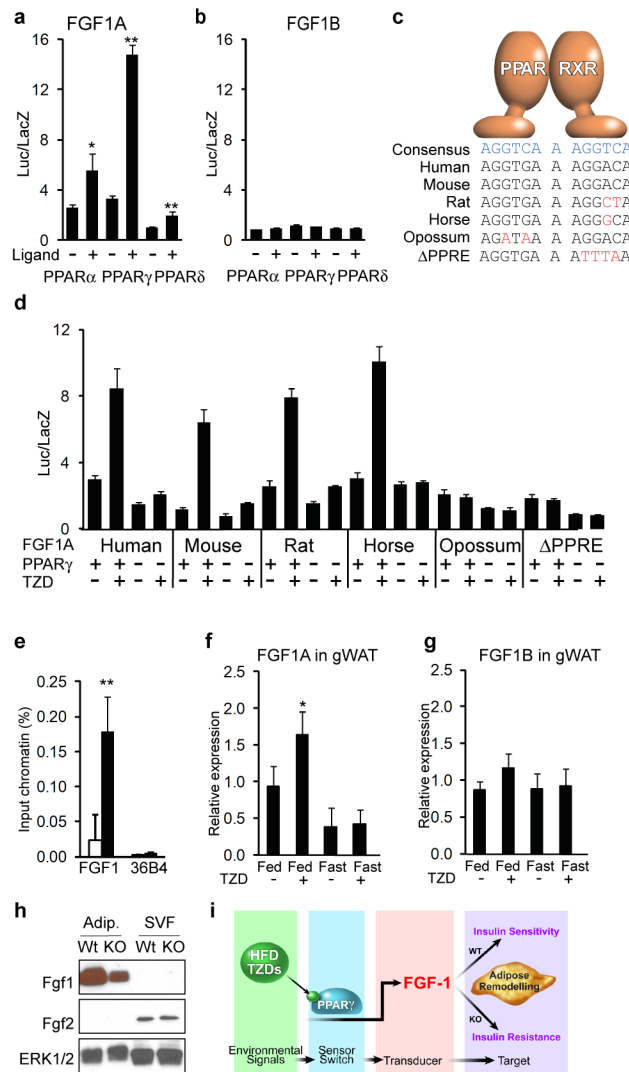 a FGF1A
b FGF1B
c
Luc/LacZ
16
12
8
4
0
*
**
**
Ligand - + - + - +
PPARα PPARγ PPARδ
Luc/LacZ
16
12
8
4
0
- + - + - +
PPARα PPARγ PPARδ
PPAR RXR
Consensus AGGTCA A AGGTCA
Human AGGTGA A AGGACA
Mouse AGGTGA A AGGACA
Rat AGGTGA A AGGCTA
Horse AGGTGA A AGGGCA
Opossum AGATAA A AGGACA
ΔPPRE AGGTGA A ATTTAA
d
Luc/LacZ
12
8
4
0
FGF1A Human Mouse Rat Horse Opossum ΔPPRE
PPARγ + + - - + + - - + + - - + + - - + + - - + + - -
TZD - + - + - + - + - + - + - + - + - + - + - + - +
e
Input chromatin (%)
0.25
0.20
0.15
0.10
0.05
0.00
**
FGF1 36B4
f FGF1A in gWAT
Relative expression
2.5
2.0
1.5
1.0
0.5
0.0
*
Fed Fed Fast Fast
TZD - + - +
g FGF1B in gWAT
Relative expression
2.5
2.0
1.5
1.0
0.5
0.0
Fed Fed Fast Fast
TZD - + - +
h
Adip. SVF
Wt KO Wt KO
Fgf1
Fgf2
ERK1/2
i
HFD
TZDs
PPARγ
FGF-1
WT
KO
Insulin Sensitivity
Adipose
Remodelling
Insulin Resistance
Environmental
Signals
Sensor
Switch
Transducer
Target